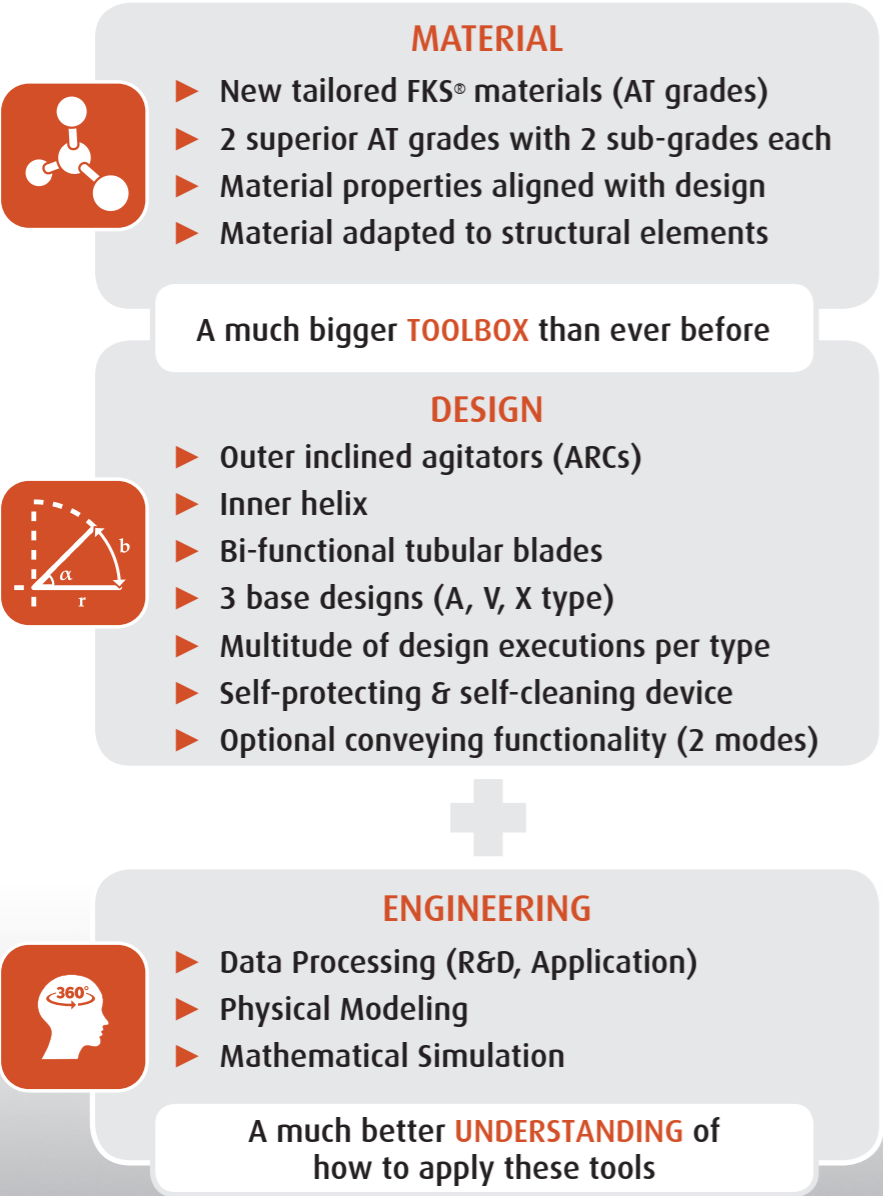 MATERIAL
► New tailored FKS® materials (AT grades)
► 2 superior AT grades with 2 sub-grades each
► Material properties aligned with design
► Material adapted to structural elements
A much bigger TOOLBOX than ever before
DESIGN
► Outer inclined agitators (ARCs)
► Inner helix
► Bi-functional tubular blades
► 3 base designs (A, V, X type)
► Multitude of design executions per type
► Self-protecting & self-cleaning device
► Optional conveying functionality (2 modes)
b
α
r
ENGINEERING
► Data Processing (R&D, Application)
► Physical Modeling
► Mathematical Simulation
360°
A much better UNDERSTANDING of
how to apply these tools